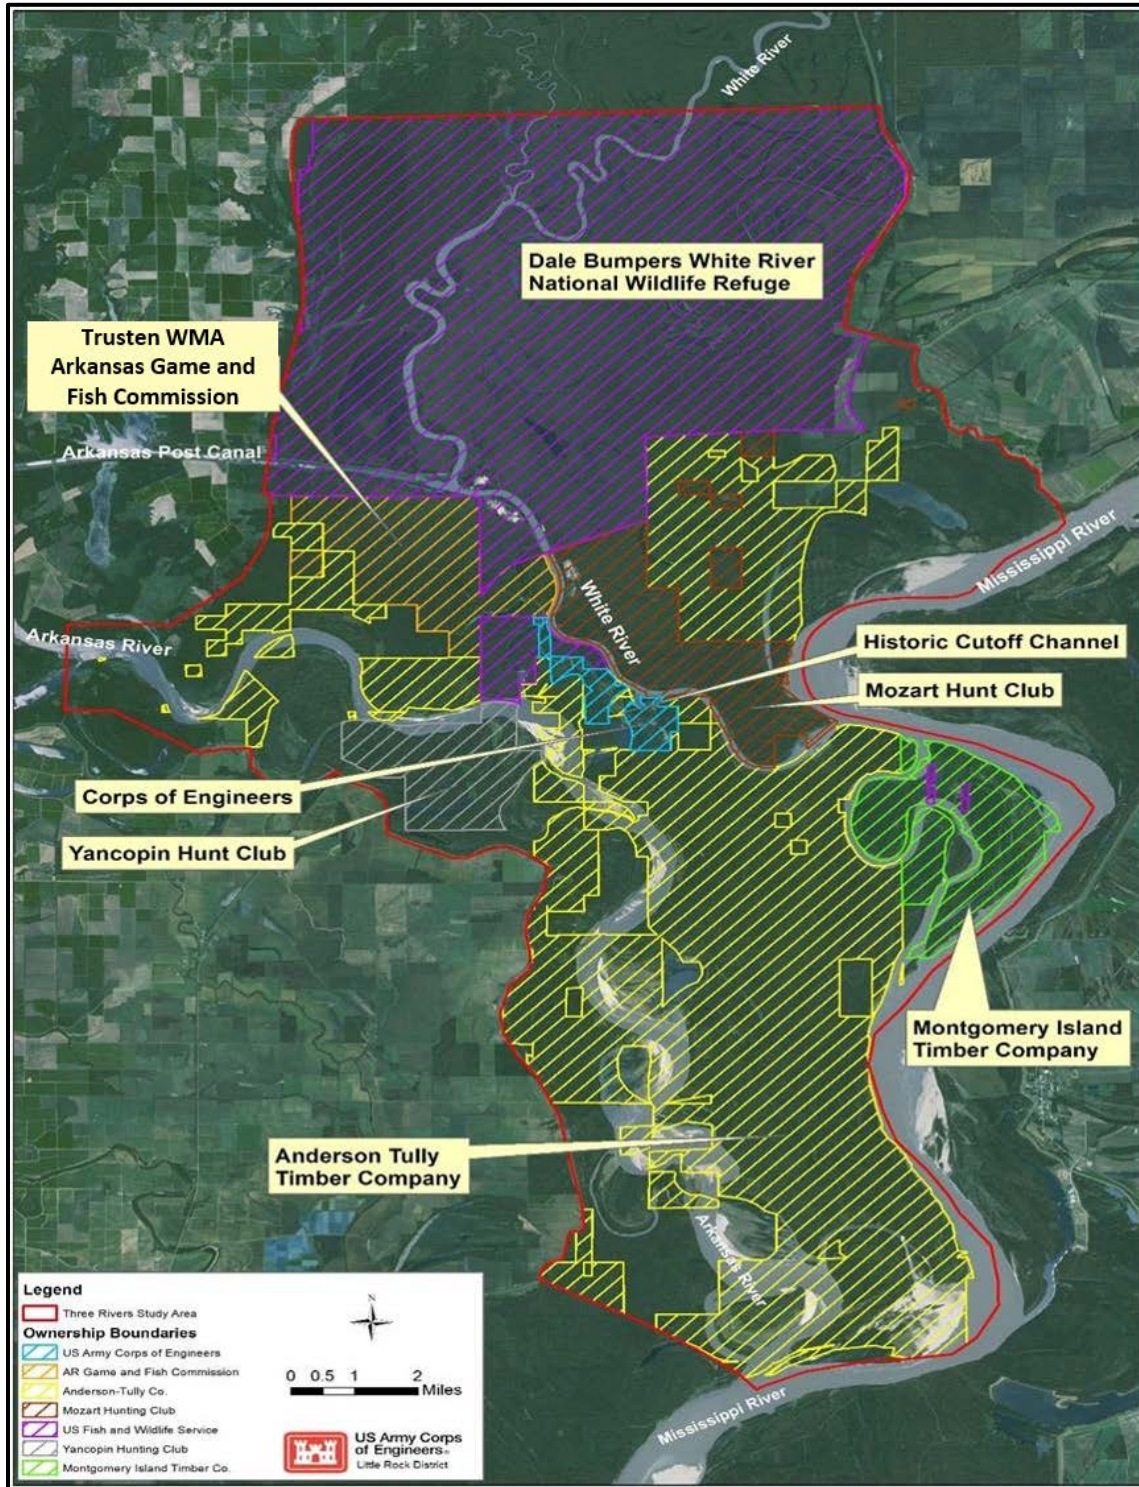 White River
Dale Bumpers White River
National Wildlife Refuge
Trusten WMA
Arkansas Game and
Fish Commission
Arkansas Post Canal
Mississippi River
White River
Arkansas River
Historic Cutoff Channel
Mozart Hunt Club
Corps of Engineers
Yancopin Hunt Club
Montgomery Island
Timber Company
Anderson Tully
Timber Company
Arkansas River
Mississippi River
Legend
Three Rivers Study Area
Ownership Boundaries
US Army Corps of Engineers
AR Game and Fish Commission
Anderson-Tully Co.
Mozart Hunting Club
US Fish and Wildlife Service
Yancopin Hunting Club
Montgomery Island Timber Co.
N
0 0.5 1 2
Miles
US Army Corps
of Engineers®
Little Rock District